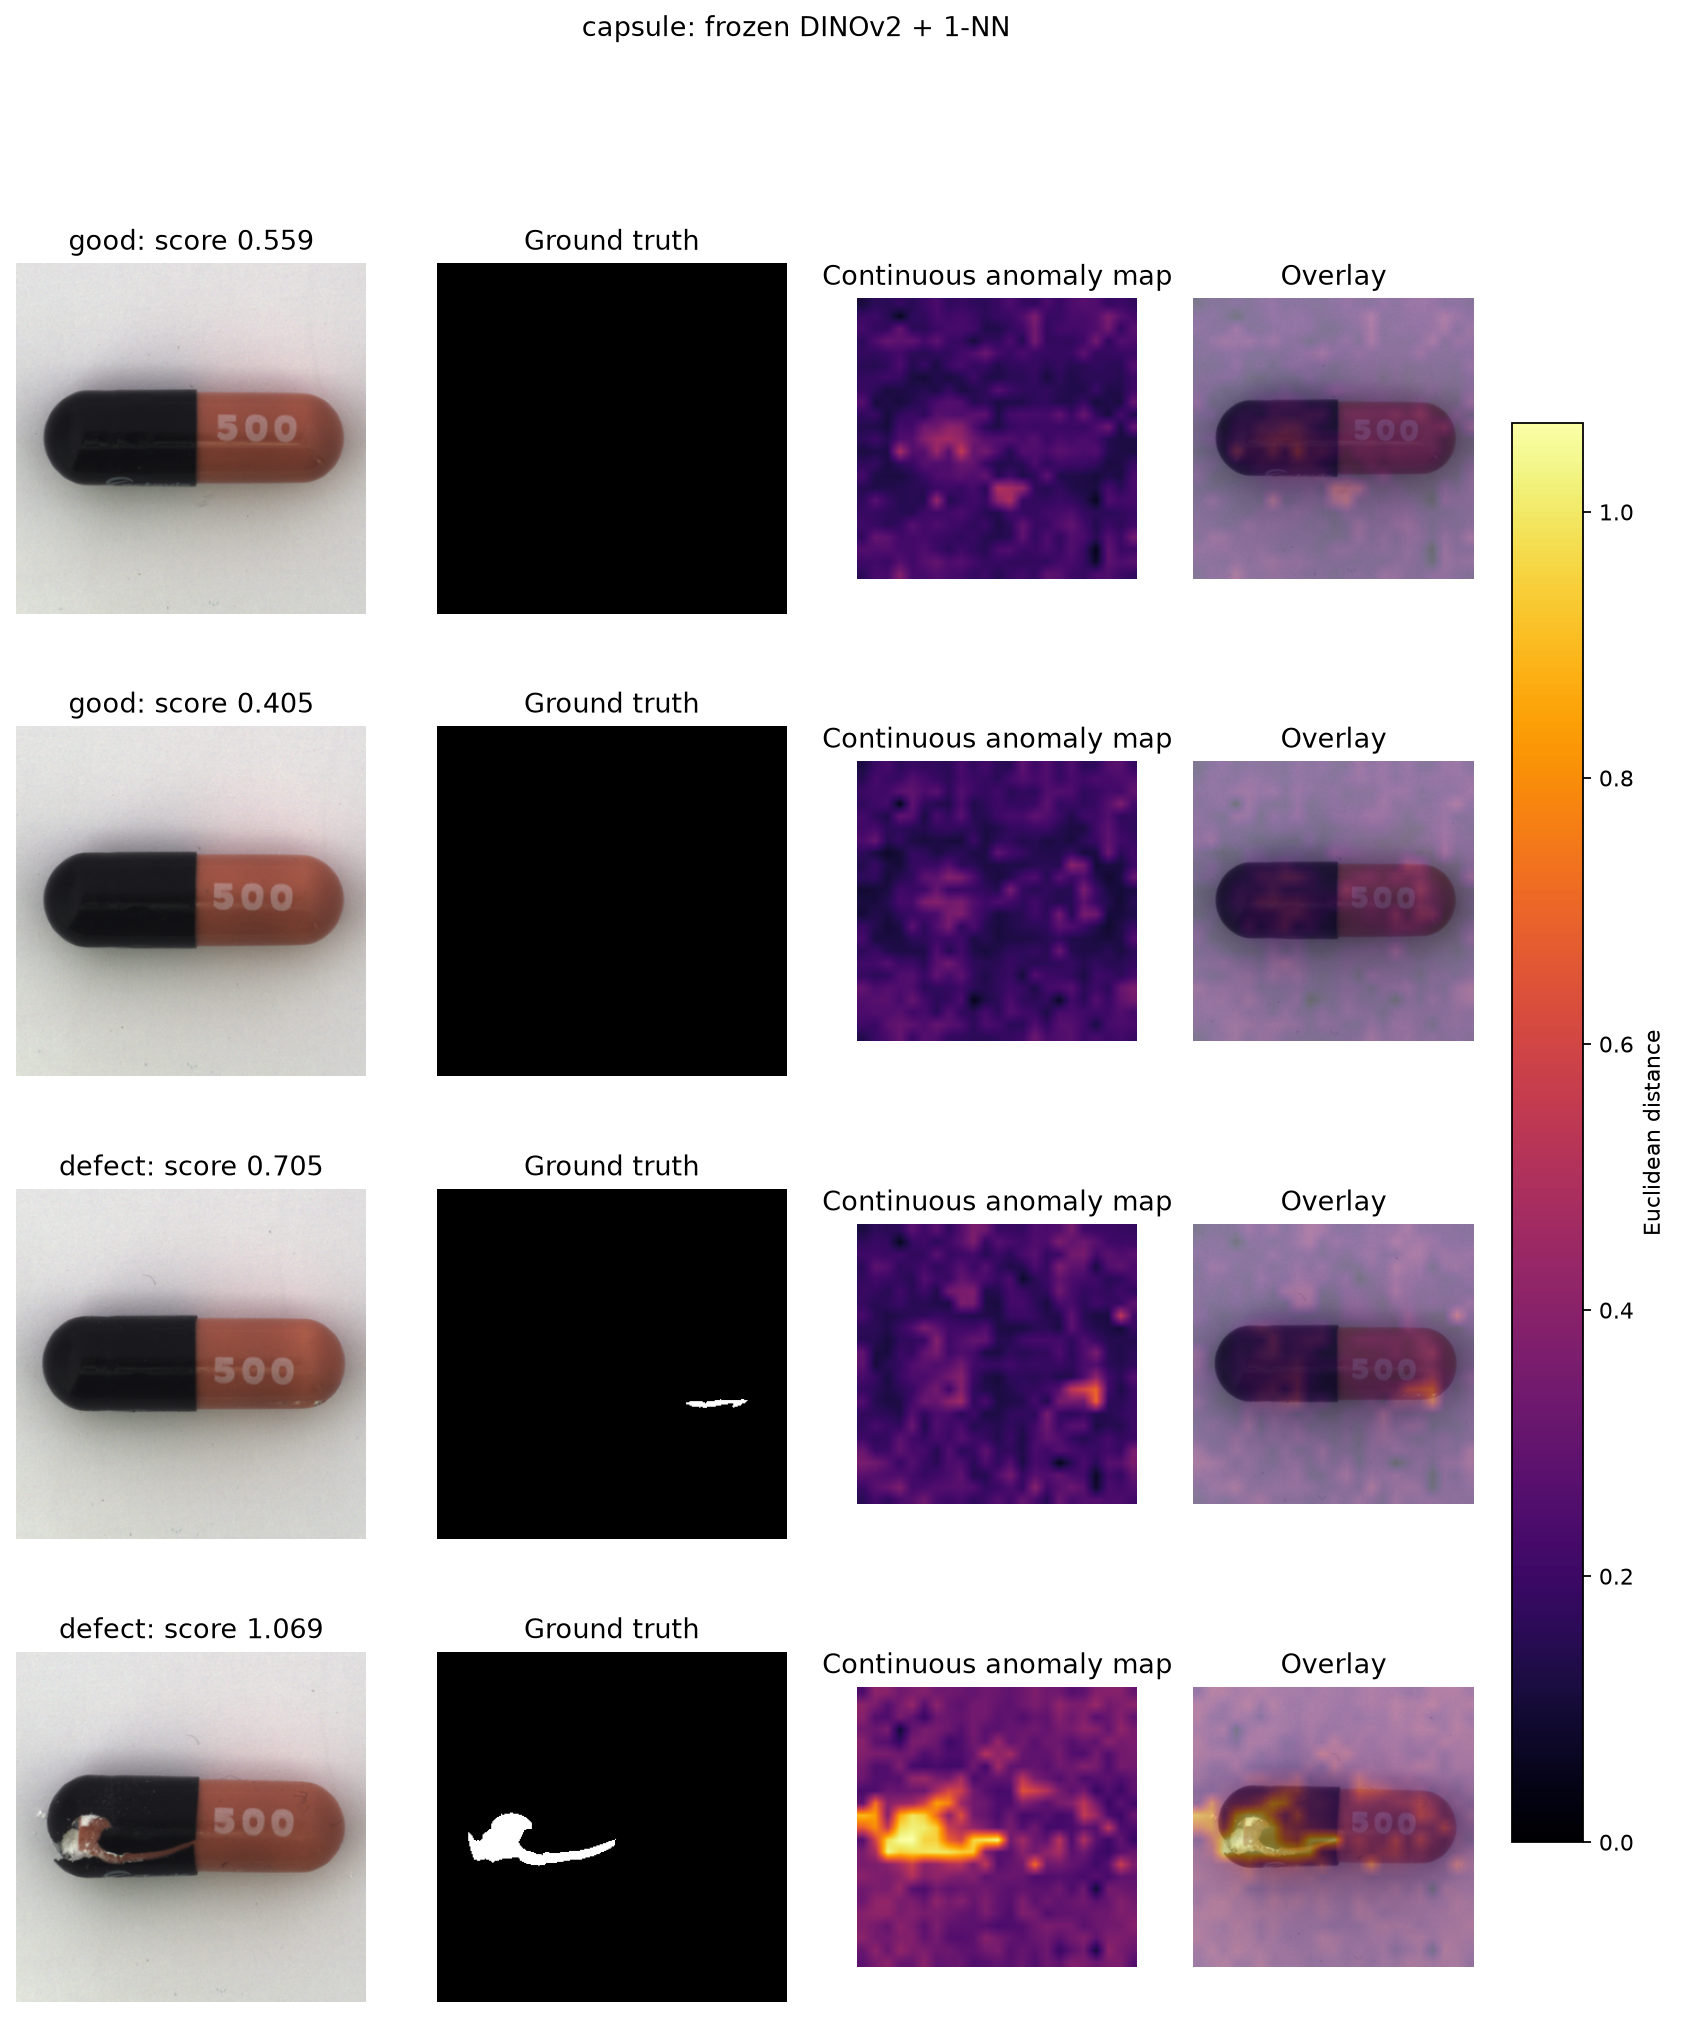 capsule: frozen DINOv2 + 1-NN
good: score 0.559
Ground truth
Continuous anomaly map
Overlay
500
500
good: score 0.405
Ground truth
Continuous anomaly map
Overlay
500
500
defect: score 0.705
Ground truth
Continuous anomaly map
Overlay
500
500
defect: score 1.069
Ground truth
Continuous anomaly map
Overlay
500
500
1.0
0.8
0.6
0.4
0.2
0.0
Euclidean distance